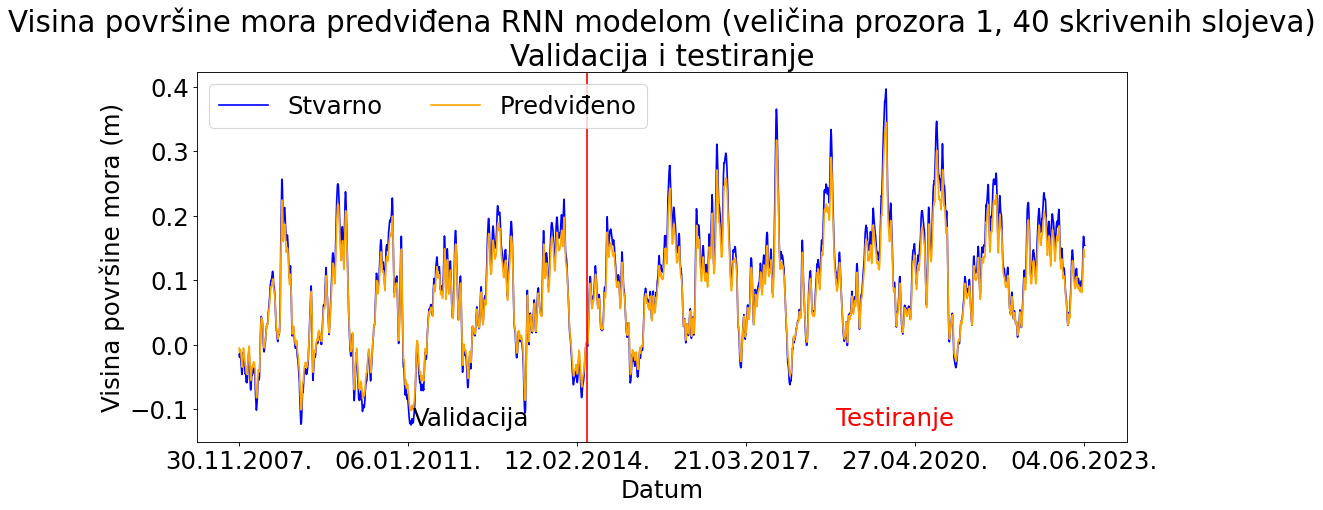 Visina površine mora predviđena RNN modelom (veličina prozora 1, 40 skrivenih slojeva)
Validacija i testiranje
Stvarno Predviđeno
Visina površine mora (m)
0.4
0.3
0.2
0.1
0.0
−0.1
Validacija Testiranje
30.11.2007. 06.01.2011. 12.02.2014. 21.03.2017. 27.04.2020. 04.06.2023.
Datum